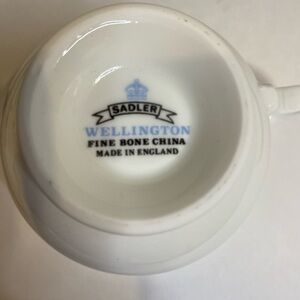 SADLER
WELLINGTON
FINE BONE CHINA
MADE IN ENGLAND